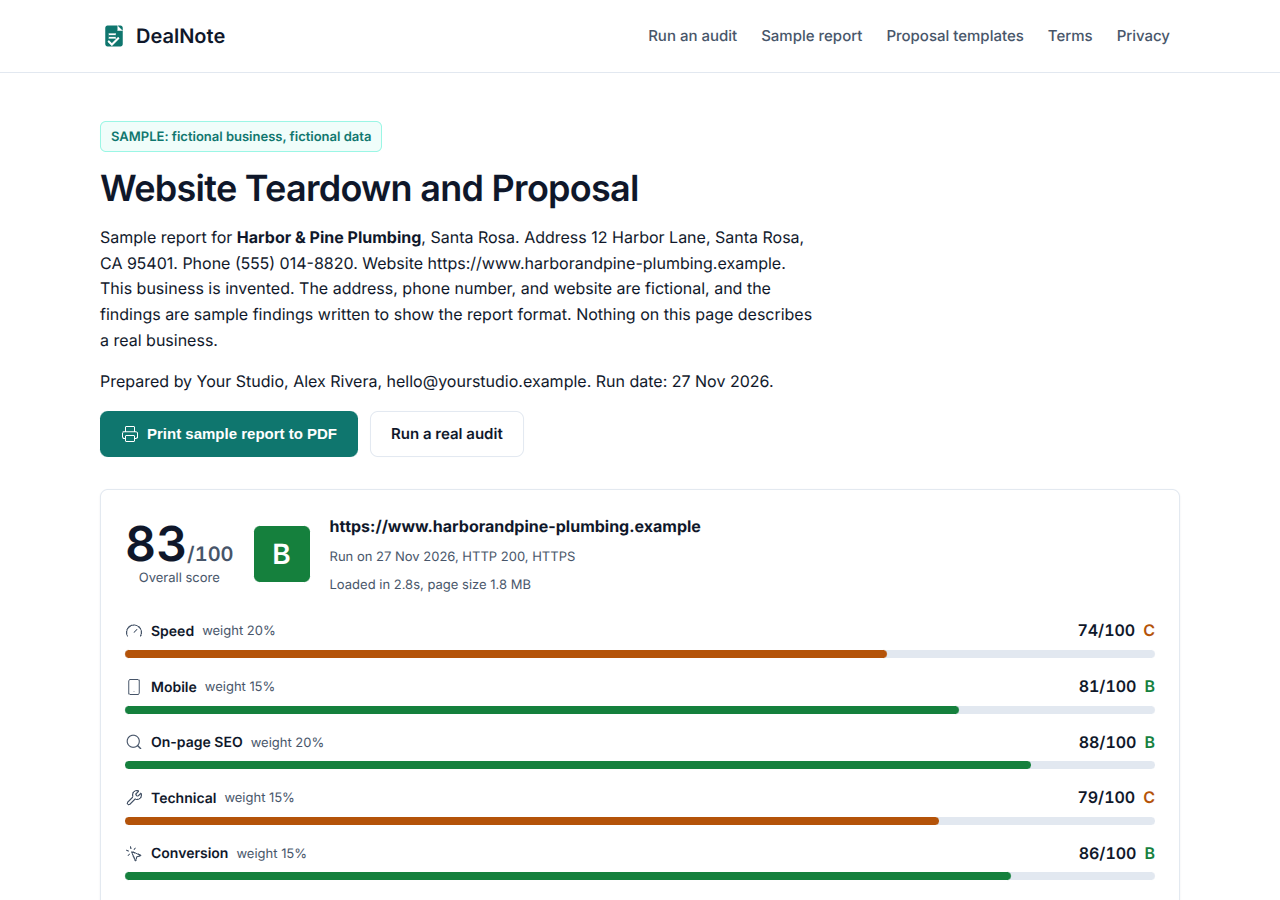 DealNote
Run an audit
Sample report
Proposal templates
Terms
Privacy
SAMPLE: fictional business, fictional data
Website Teardown and Proposal
Sample report for Harbor & Pine Plumbing, Santa Rosa. Address 12 Harbor Lane, Santa Rosa,
CA 95401. Phone (555) 014-8820. Website https://www.harborandpine-plumbing.example.
This business is invented. The address, phone number, and website are fictional, and the
findings are sample findings written to show the report format. Nothing on this page describes
a real business.
Prepared by Your Studio, Alex Rivera, hello@yourstudio.example. Run date: 27 Nov 2026.
Print sample report to PDF
Run a real audit
83/100
Overall score
B
https://www.harborandpine-plumbing.example
Run on 27 Nov 2026, HTTP 200, HTTPS
Loaded in 2.8s, page size 1.8 MB
Speed weight 20% 74/100 C
Mobile weight 15% 81/100 B
On-page SEO weight 20% 88/100 B
Technical weight 15% 79/100 C
Conversion weight 15% 86/100 B